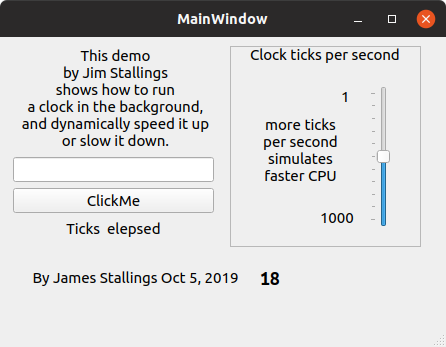 MainWindow
This demo
by Jim Stallings
shows how to run
a clock in the background,
and dynamically speed it up
or slow it down.
ClickMe
Ticks elepsed
Clock ticks per second
1
more ticks
per second
simulates
faster CPU
1000
By James Stallings Oct 5, 2019
18